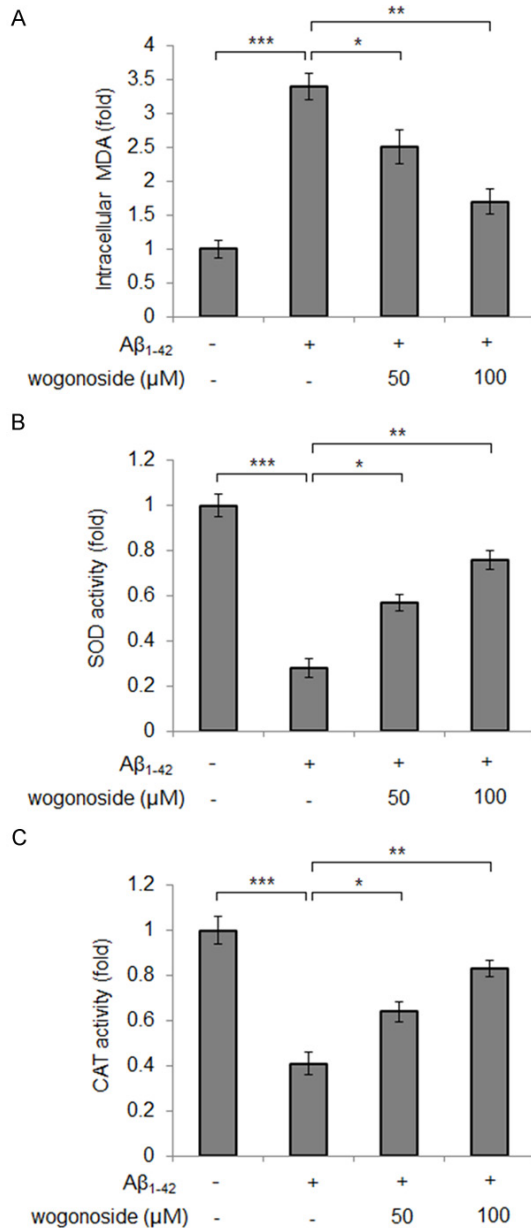 A
Intracellular MDA (fold)
4
3.5
3
2.5
2
1.5
1
0.5
0
***
*
**
Aβ1-42 - + + +
wogonoside (μM) - - 50 100
B
SOD activity (fold)
1.2
1
0.8
0.6
0.4
0.2
0
***
*
**
Aβ1-42 - + + +
wogonoside (μM) - - 50 100
C
CAT activity (fold)
1.2
1
0.8
0.6
0.4
0.2
0
***
*
**
Aβ1-42 - + + +
wogonoside (μM) - - 50 100